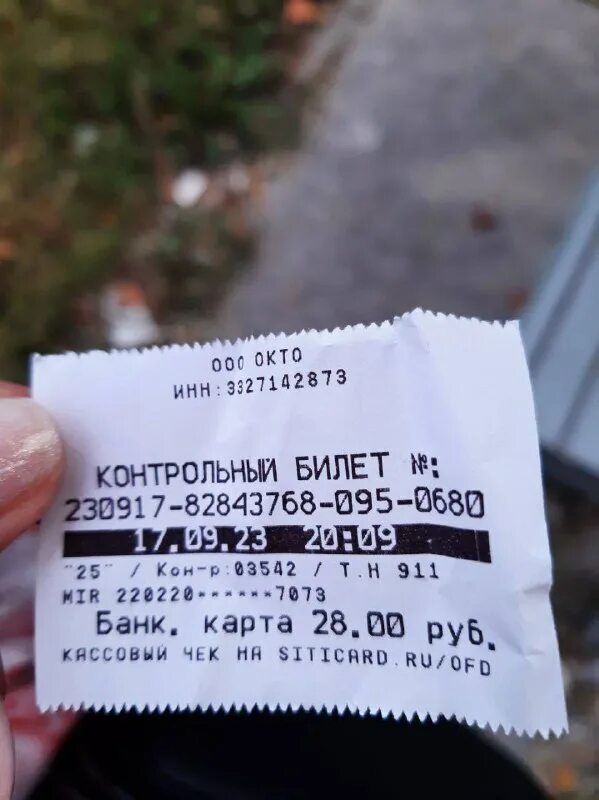 ООО ОКТО
ИНН:3327142873
КОНТРОЛЬНЫЙ БИЛЕТ №:
230917-82843768-095-0680
17.09.23 20:09
"25" / Кон-р:03542 / Т.Н 911
MIR 220220******7073
Банк. карта 28.00 руб.
КАССОВЫЙ ЧЕК НА SITICARD.RU/OFD